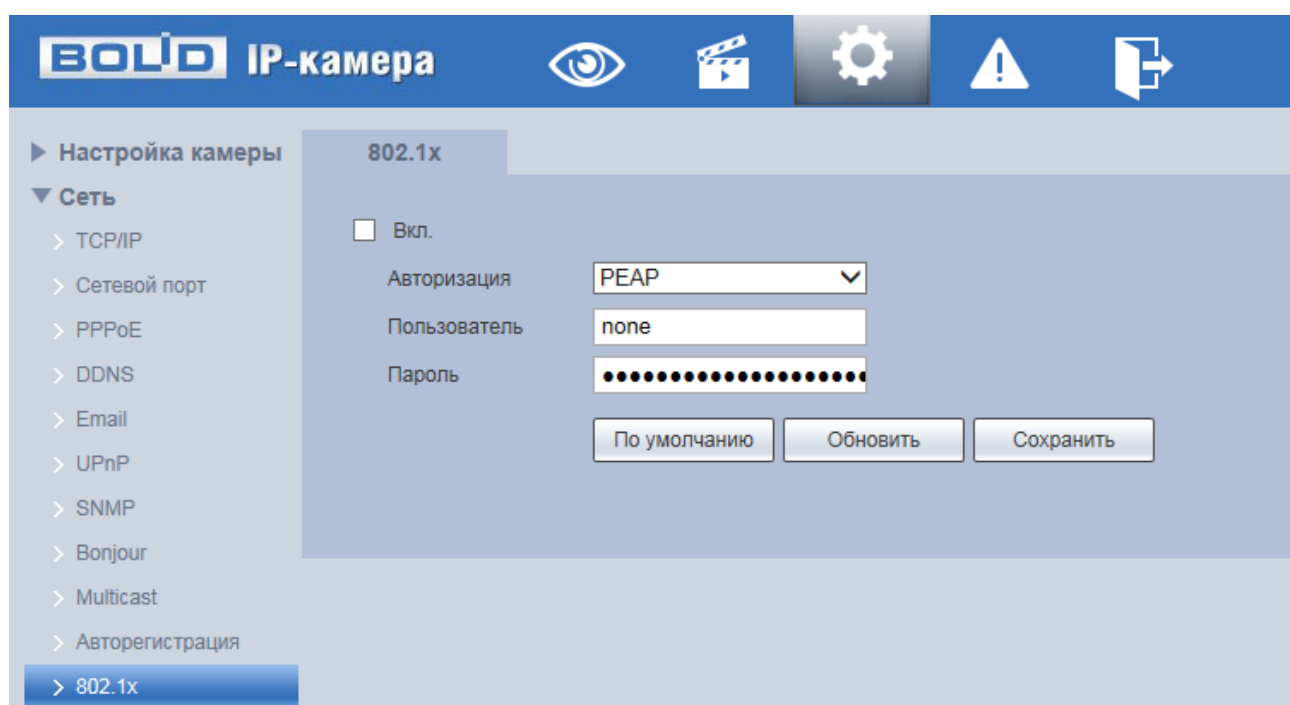 BOLID IP-камера
Настройка камеры
Сеть
TCP/IP
Сетевой порт
PPPoE
DDNS
Email
UPnP
SNMP
Bonjour
Multicast
Авторегистрация
802.1x
802.1x
Вкл.
Авторизация PEAP
Пользователь none
Пароль ••••••••••••••••••••
По умолчанию Обновить Сохранить